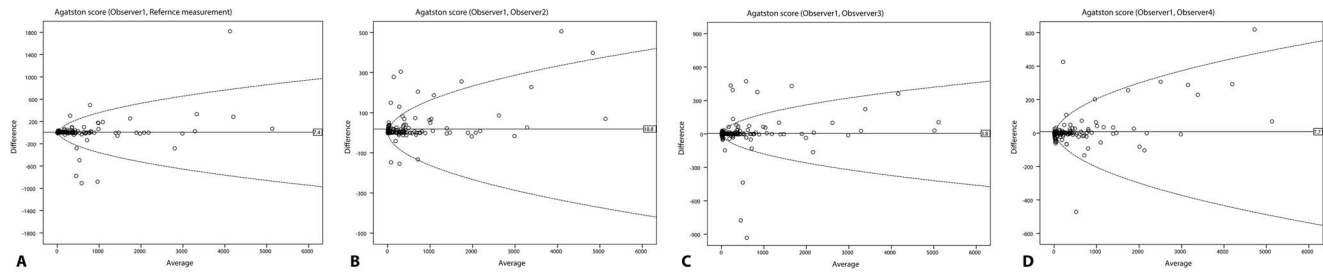 Agatston score (Observer1, Refernce measurement)
1800
1400
1000
600
200
-200
-600
-1000
-1400
-1800
Difference
7.4
0 1000 2000 3000 4000 5000 6000
Average
A
Agatston score (Observer1, Observer2)
500
300
100
-100
-300
-500
Difference
18.8
0 1000 2000 3000 4000 5000 6000
Average
B
Agatston score (Observer1, Obsverver3)
900
600
300
0
-300
-600
-900
Difference
0 1000 2000 3000 4000 5000 6000
Average
C
Agatston score (Observer1, Observer4)
600
400
200
0
-200
-400
-600
Difference
0 1000 2000 3000 4000 5000 6000
Average
D